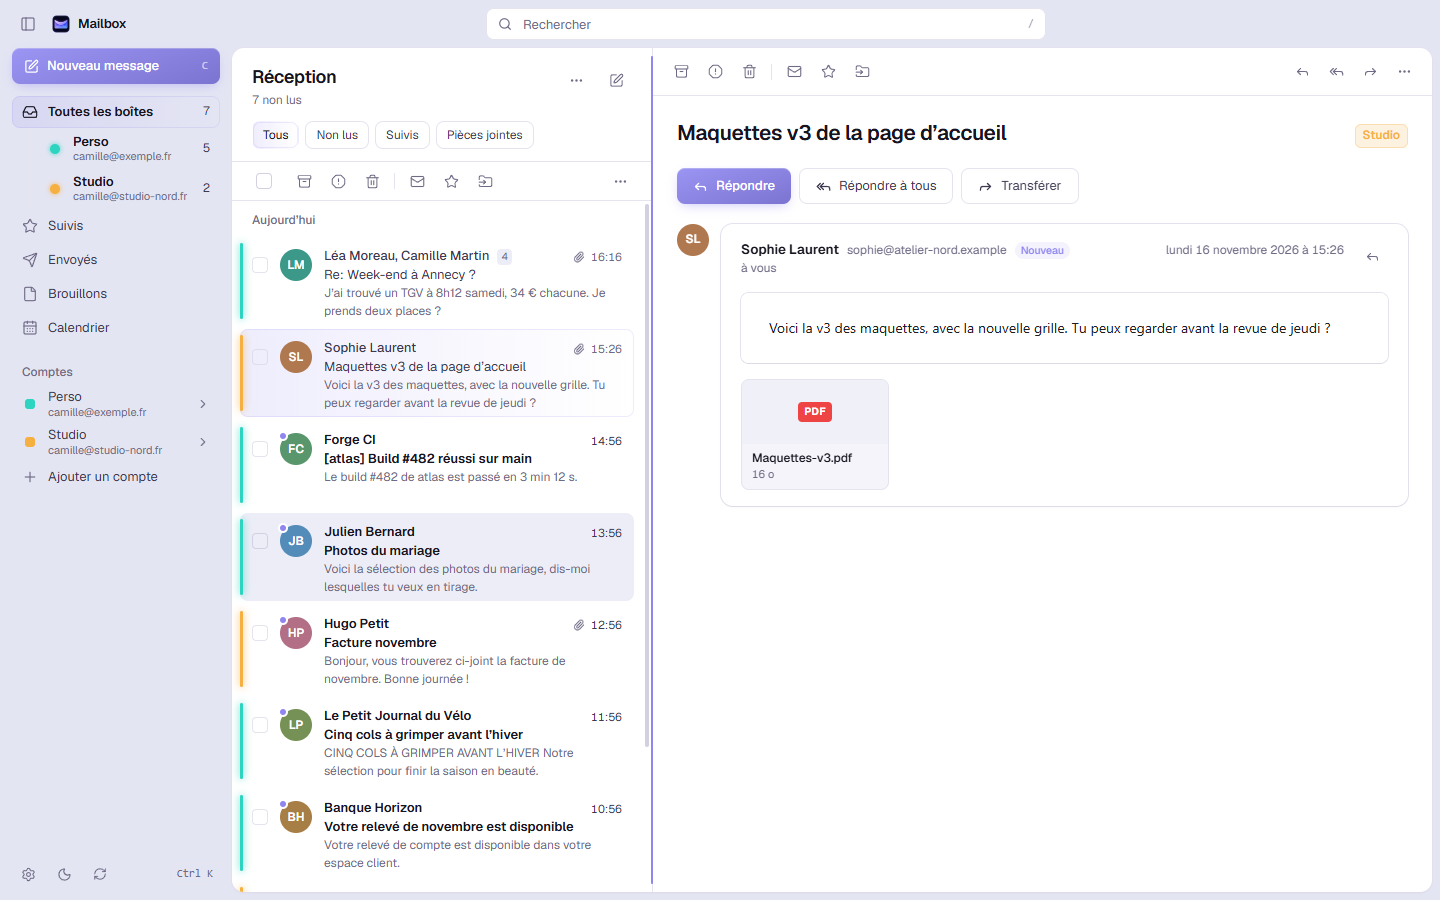 Mailbox
Rechercher
/
Nouveau message
C
Toutes les boîtes
7
Perso
camille@exemple.fr
5
Studio
camille@studio-nord.fr
2
Suivis
Envoyés
Brouillons
Calendrier
Comptes
Perso
camille@exemple.fr
Studio
camille@studio-nord.fr
Ajouter un compte
Ctrl K
Réception
7 non lus
Tous
Non lus
Suivis
Pièces jointes
Aujourd'hui
LM
Léa Moreau, Camille Martin
4
16:16
Re: Week-end à Annecy ?
J'ai trouvé un TGV à 8h12 samedi, 34 € chacune. Je
prends deux places ?
SL
Sophie Laurent
15:26
Maquettes v3 de la page d'accueil
Voici la v3 des maquettes, avec la nouvelle grille. Tu
peux regarder avant la revue de jeudi ?
FC
Forge CI
14:56
[atlas] Build #482 réussi sur main
Le build #482 de atlas est passé en 3 min 12 s.
JB
Julien Bernard
13:56
Photos du mariage
Voici la sélection des photos du mariage, dis-moi
lesquelles tu veux en tirage.
HP
Hugo Petit
12:56
Facture novembre
Bonjour, vous trouverez ci-joint la facture de
novembre. Bonne journée !
LP
Le Petit Journal du Vélo
11:56
Cinq cols à grimper avant l'hiver
CINQ COLS À GRIMPER AVANT L'HIVER Notre
sélection pour finir la saison en beauté.
BH
Banque Horizon
10:56
Votre relevé de novembre est disponible
Votre relevé de compte est disponible dans votre
espace client.
Maquettes v3 de la page d'accueil
Studio
Répondre
Répondre à tous
Transférer
SL
Sophie Laurent
sophie@atelier-nord.example
Nouveau
lundi 16 novembre 2026 à 15:26
à vous
Voici la v3 des maquettes, avec la nouvelle grille. Tu peux regarder avant la revue de jeudi ?
PDF
Maquettes-v3.pdf
16 o